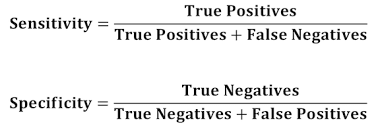 Sensitivity = True Positives / True Positives + False Negatives
Specificity = True Negatives / True Negatives + False Positives